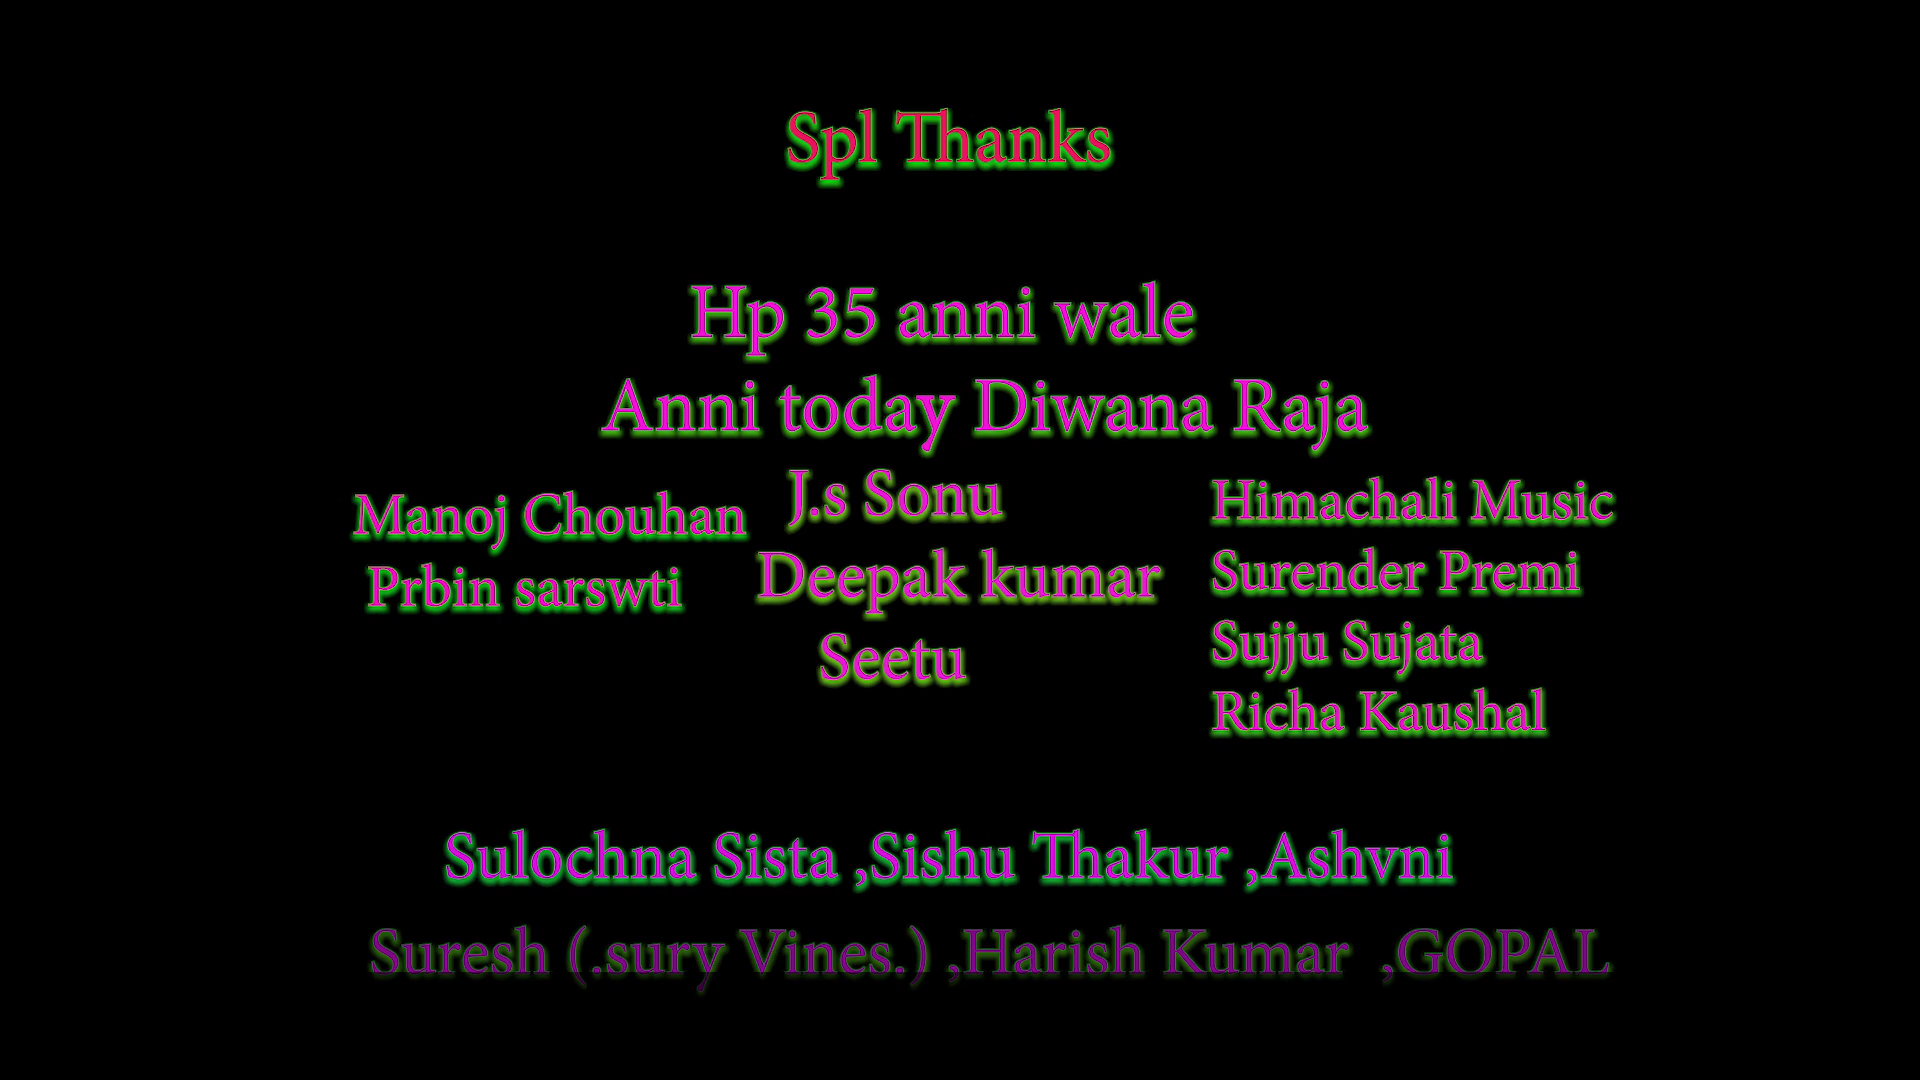 Spl Thanks
Hp 35 anni wale
Anni today Diwana Raja
Manoj Chouhan
Prbin sarswti
J.s Sonu
Deepak kumar
Seetu
Himachali Music
Surender Premi
Sujju Sujata
Richa Kaushal
Sulochna Sista ,Sishu Thakur ,Ashvni
Suresh (.sury Vines.) ,Harish Kumar ,GOPAL